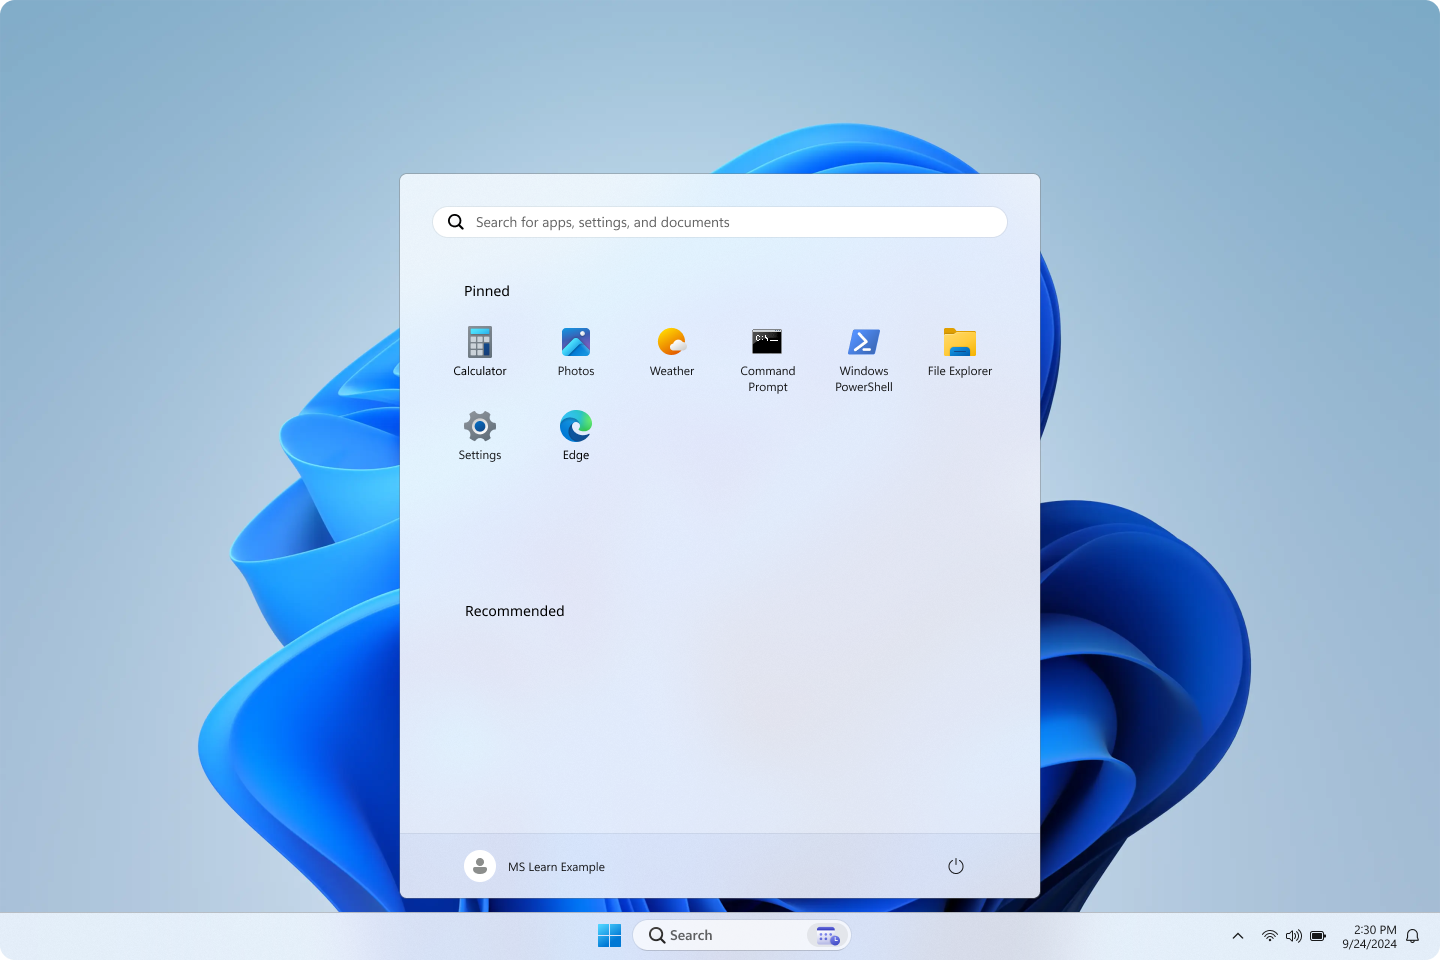 Search for apps, settings, and documents
Pinned
Calculator
Photos
Weather
Command
Prompt
Windows
PowerShell
File Explorer
Settings
Edge
Recommended
MS Learn Example
Search
2:30 PM
9/24/2024